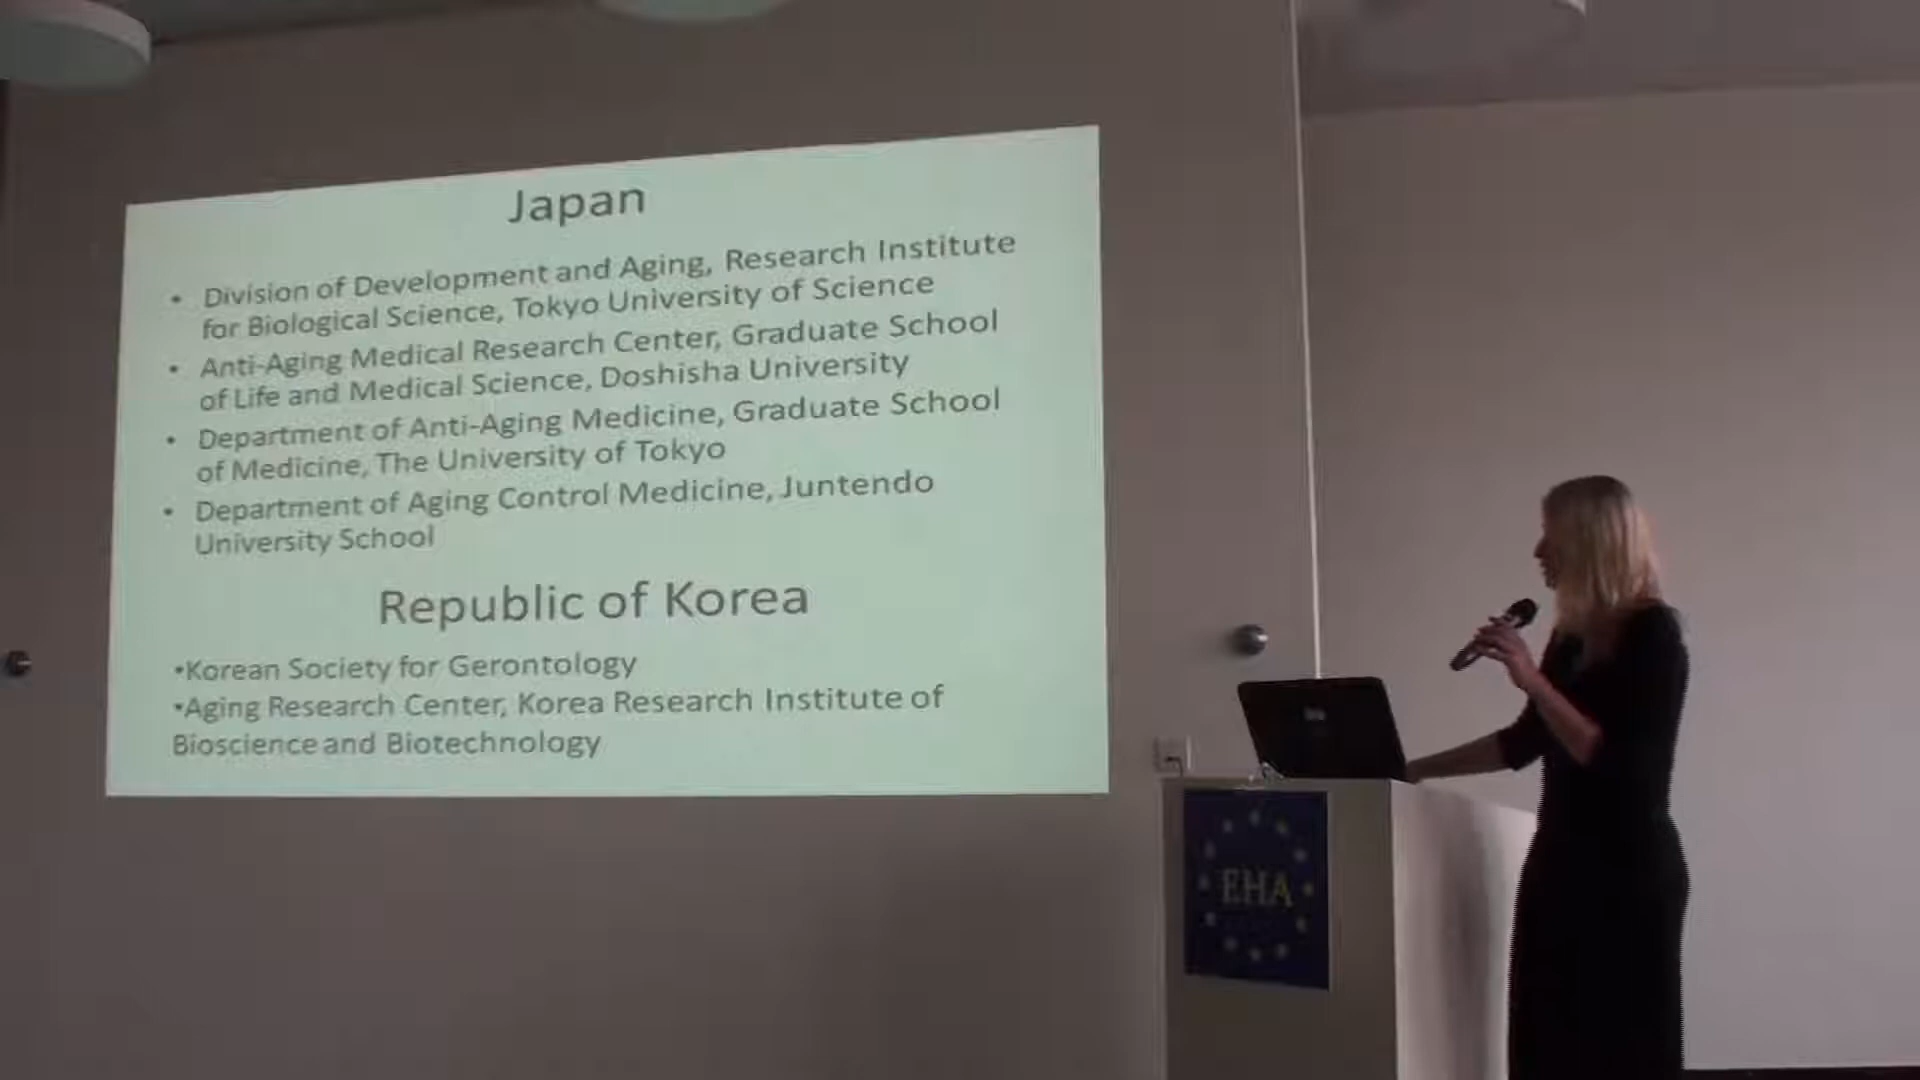 Japan
• Division of Development and Aging, Research Institute
for Biological Science, Tokyo University of Science
• Anti-Aging Medical Research Center, Graduate School
of Life and Medical Science, Doshisha University
• Department of Anti-Aging Medicine, Graduate School
of Medicine, The University of Tokyo
• Department of Aging Control Medicine, Juntendo
University School
Republic of Korea
•Korean Society for Gerontology
•Aging Research Center, Korea Research Institute of
Bioscience and Biotechnology
EHA